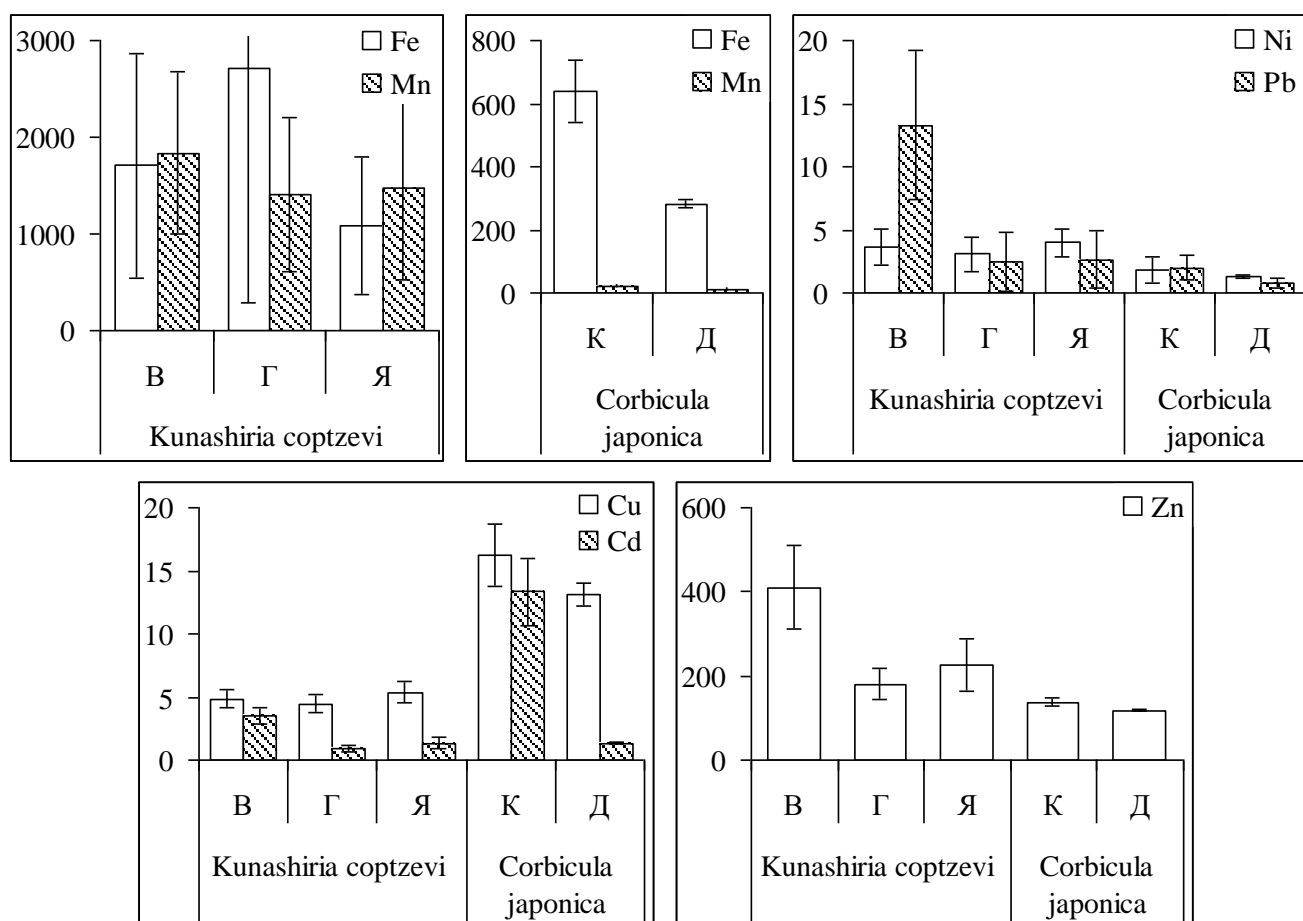 3000
2000
1000
0
Fe
Mn
В
Г
Я
Kunashiria coptzevi
800
600
400
200
0
Fe
Mn
К
Д
Corbicula
japonica
20
15
10
5
0
Ni
Pb
В
Г
Я
К
Д
Kunashiria coptzevi
Corbicula
japonica
20
15
10
5
0
Cu
Cd
В
Г
Я
К
Д
Kunashiria coptzevi
Corbicula
japonica
600
400
200
0
Zn
В
Г
Я
К
Д
Kunashiria coptzevi
Corbicula
japonica